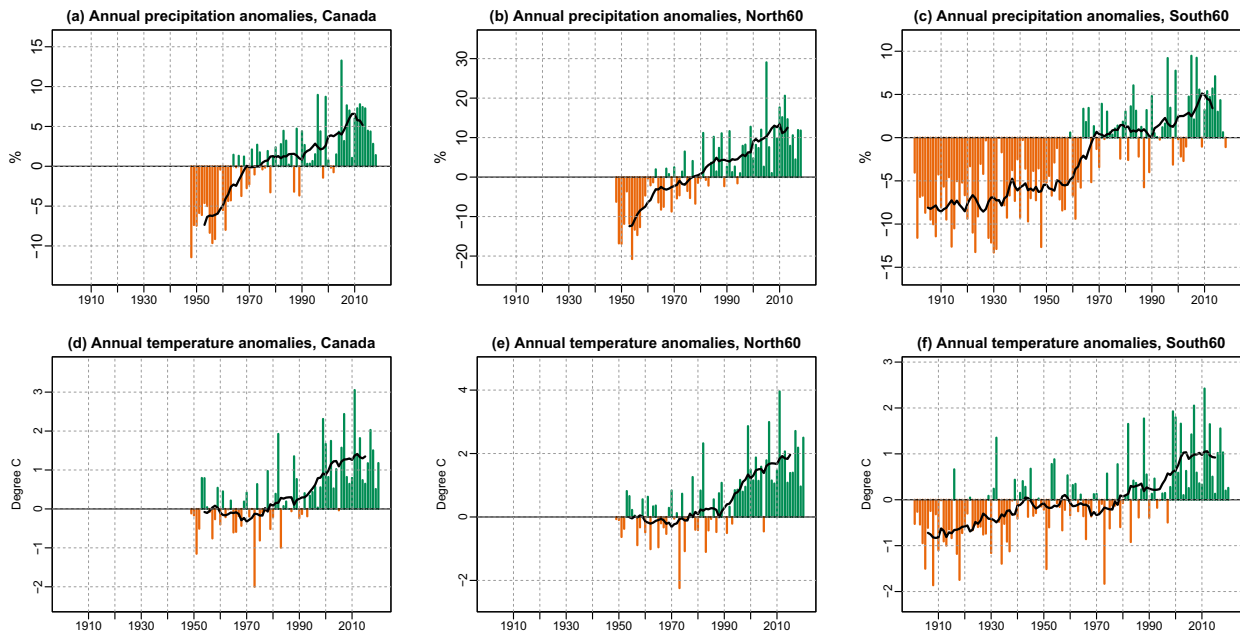 (a) Annual precipitation anomalies, Canada
%
15
10
5
0
−5
−10
1910 1930 1950 1970 1990 2010
(b) Annual precipitation anomalies, North60
%
30
20
10
0
−10
−20
1910 1930 1950 1970 1990 2010
(c) Annual precipitation anomalies, South60
%
10
5
0
−5
−10
−15
1910 1930 1950 1970 1990 2010
(d) Annual temperature anomalies, Canada
Degree C
3
2
1
0
−1
−2
1910 1930 1950 1970 1990 2010
(e) Annual temperature anomalies, North60
Degree C
4
2
0
−2
1910 1930 1950 1970 1990 2010
(f) Annual temperature anomalies, South60
Degree C
3
2
1
0
−1
−2
1910 1930 1950 1970 1990 2010